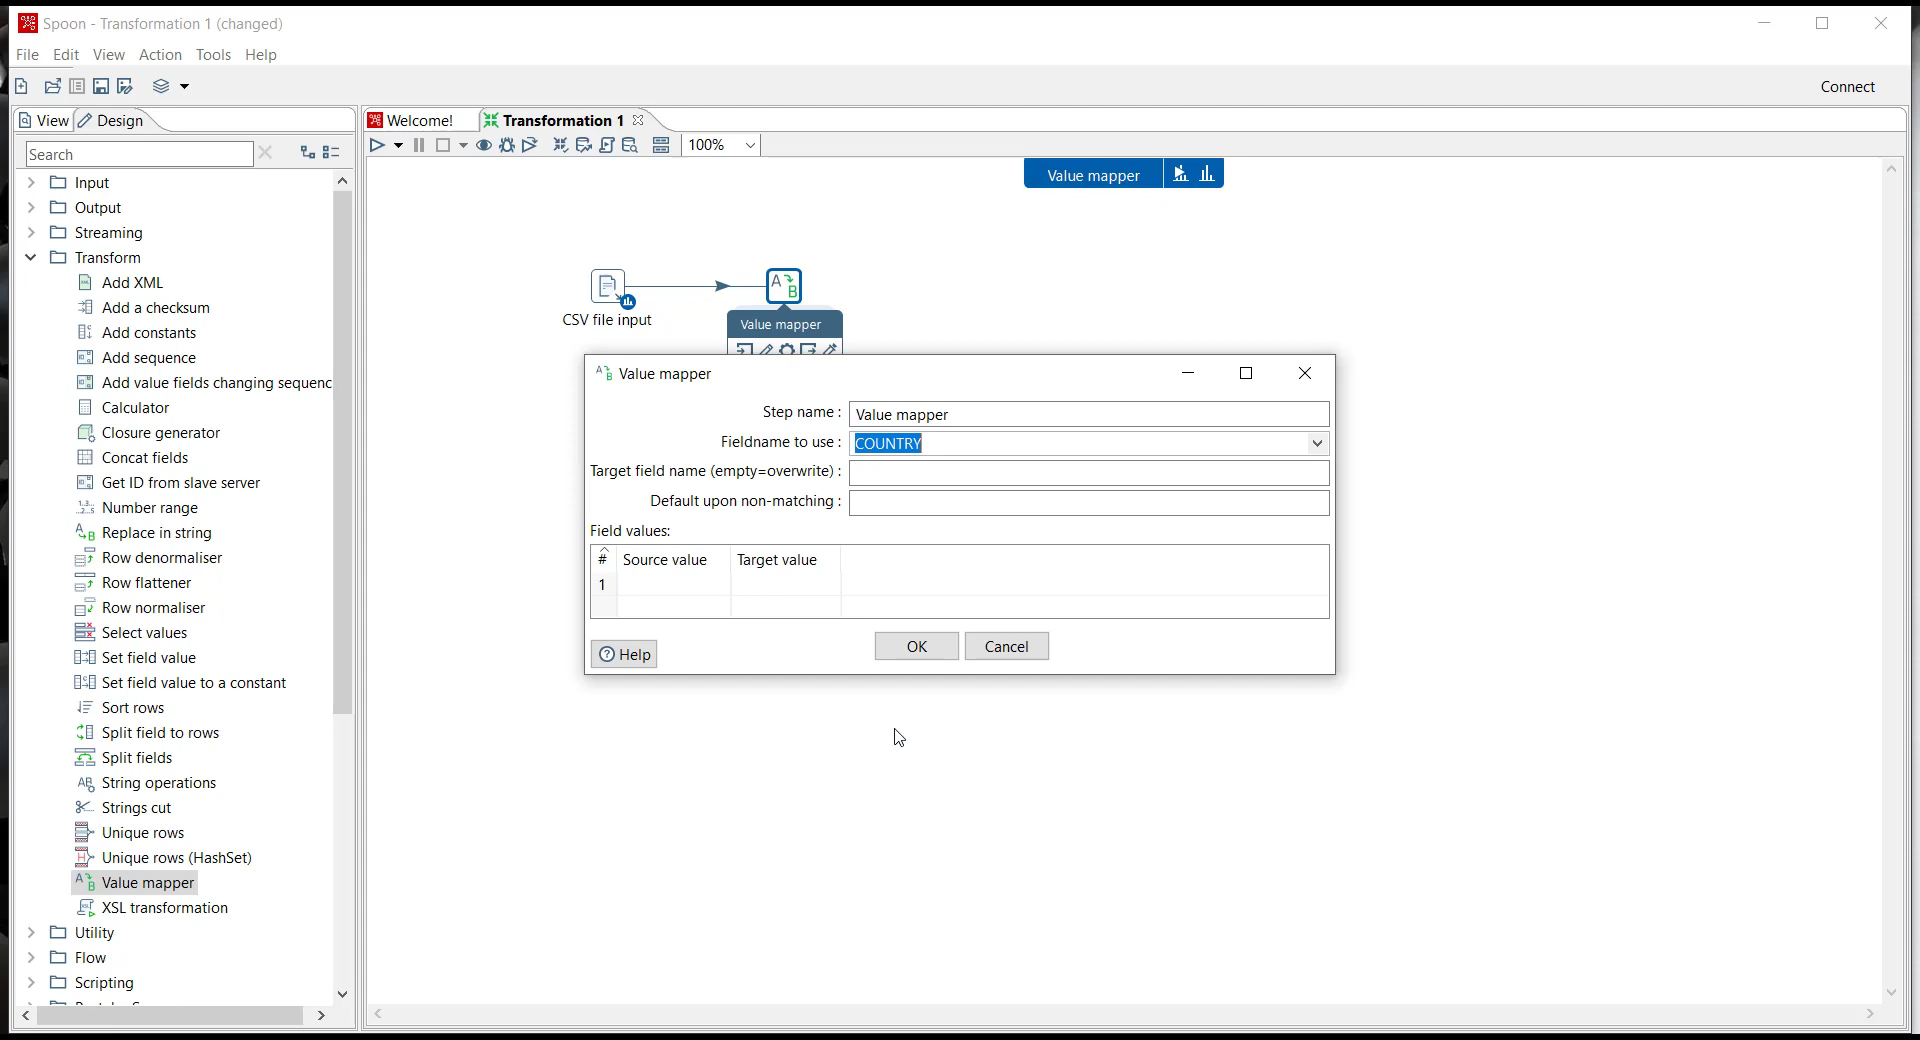 Spoon - Transformation 1 (changed)
File Edit View Action Tools Help
Connect
View Design
Welcome! Transformation 1
Search
100%
Value mapper
Input
Output
Streaming
Transform
Add XML
Add a checksum
Add constants
Add sequence
Add value fields changing sequenc
Calculator
Closure generator
Concat fields
Get ID from slave server
Number range
Replace in string
Row denormaliser
Row flattener
Row normaliser
Select values
Set field value
Set field value to a constant
Sort rows
Split field to rows
Split fields
String operations
Strings cut
Unique rows
Unique rows (HashSet)
Value mapper
XSL transformation
Utility
Flow
Scripting
CSV file input
Value mapper
Value mapper
Step name : Value mapper
Fieldname to use : COUNTRY
Target field name (empty=overwrite) :
Default upon non-matching :
Field values:
# Source value Target value
1
Help OK Cancel